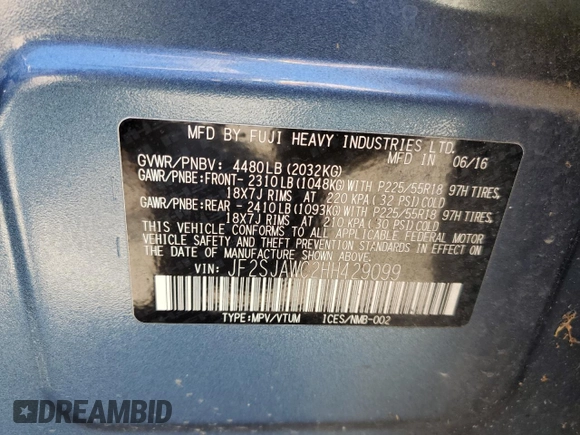 MFD BY FUJI HEAVY INDUSTRIES LTD.
MFD IN 06/16
GVWR/PNBV: 4480LB (2032KG)
GAWR/PNBE:FRONT- 2310LB (1048KG)WITH P225/55R18 97H TIRES,
18X7J RIMS AT 220 KPA (32 PSI)COLD
GAWR/PNBE:REAR - 2410LB (1093KG)WITH P225/55R18 97H TIRES,
18X7J RIMS AT 210 KPA (30 PSI)COLD
THIS VEHICLE CONFORMS TO ALL APPLICABLE FEDERAL MOTOR
VEHICLE SAFETY AND THEFT PREVENTION STANDARDS IN EFFECT ON
THE DATE OF MANUFACTURE SHOWN ABOVE.
VIN: JF2SJAWC2HH429099
TYPE:MPV/VTUM ICES/NMB-002
DREAMBID